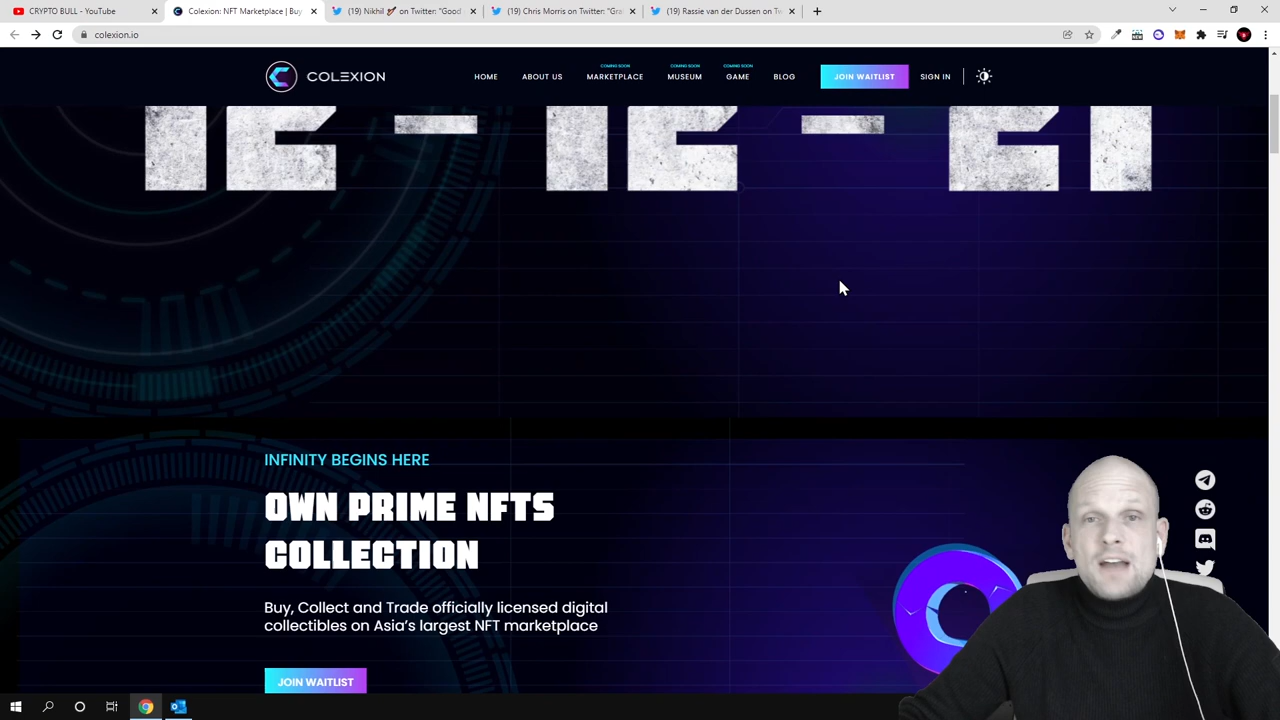 CRYPTO BULL - YouTube
Colexion: NFT Marketplace | Buy
(19) Nikhil 🚀 on Twitter: "Good
(19) Chris Morris on Twitter: "Gra
(19) Rassie van der Dussen on Tw
colexion.io
COLEXION
HOME
ABOUT US
COMING SOON
MARKETPLACE
COMING SOON
MUSEUM
COMING SOON
GAME
BLOG
JOIN WAITLIST
SIGN IN
12 - 12 - 21
INFINITY BEGINS HERE
OWN PRIME NFTS
COLLECTION
Buy, Collect and Trade officially licensed digital
collectibles on Asia's largest NFT marketplace
JOIN WAITLIST